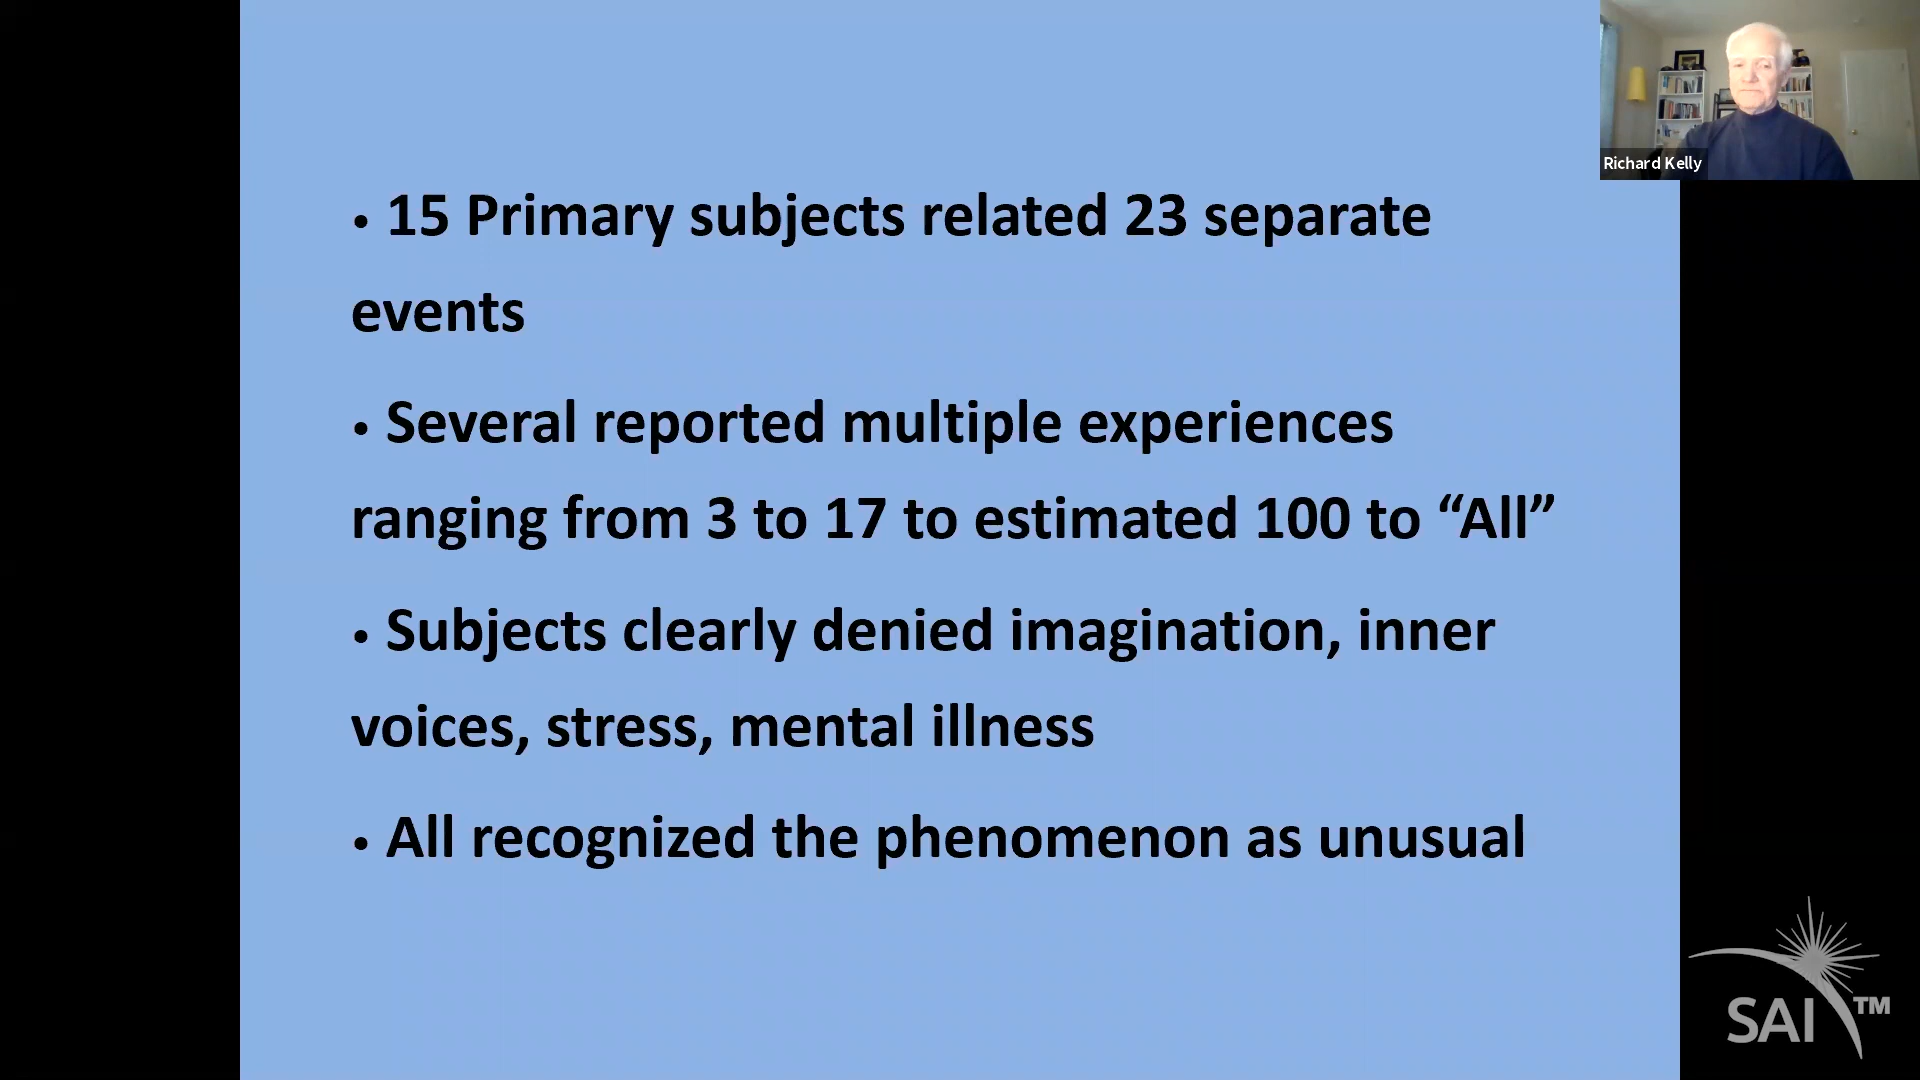 • 15 Primary subjects related 23 separate
events
• Several reported multiple experiences
ranging from 3 to 17 to estimated 100 to “All”
• Subjects clearly denied imagination, inner
voices, stress, mental illness
• All recognized the phenomenon as unusual
Richard Kelly
SAI™